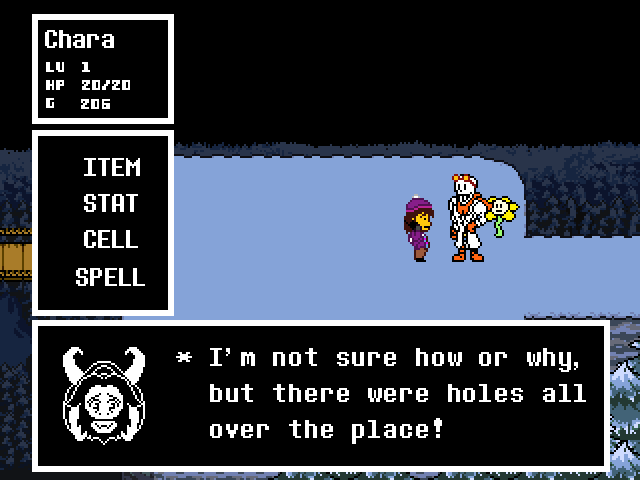 Chara
LV 1
HP 20/20
G 206
ITEM
STAT
CELL
SPELL
* I'm not sure how or why,
but there were holes all
over the place!